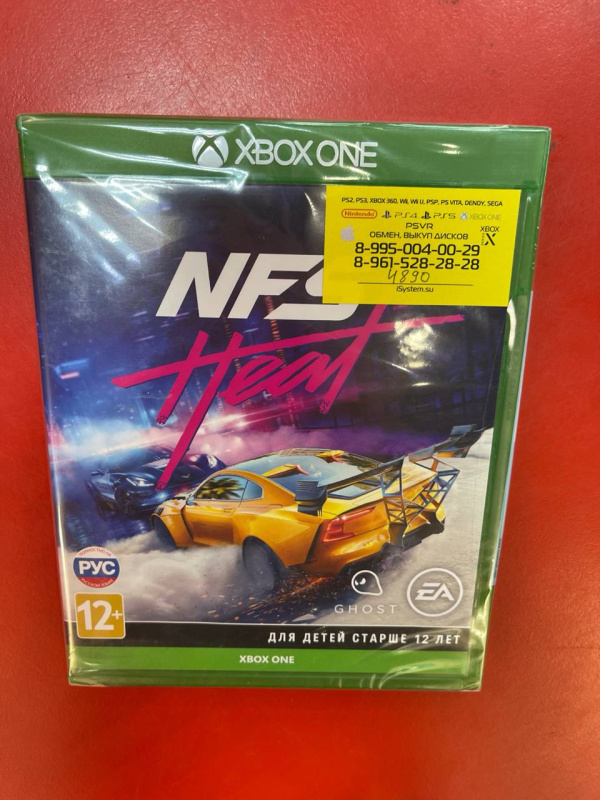 XBOX ONE
PS2, PS3, XBOX 360, WII, WII U, PSP, PS VITA, DENDY, SEGA
Nintendo PS4 PS5 XBOX ONE
PSVR
XBOX
ОБМЕН, ВЫКУП ДИСКОВ
X
8-995-004-00-29
8-961-528-28-28
4890
iSystem.su
NFS
Heat
РУС
12+
GHOST
EA
ДЛЯ ДЕТЕЙ СТАРШЕ 12 ЛЕТ
XBOX ONE